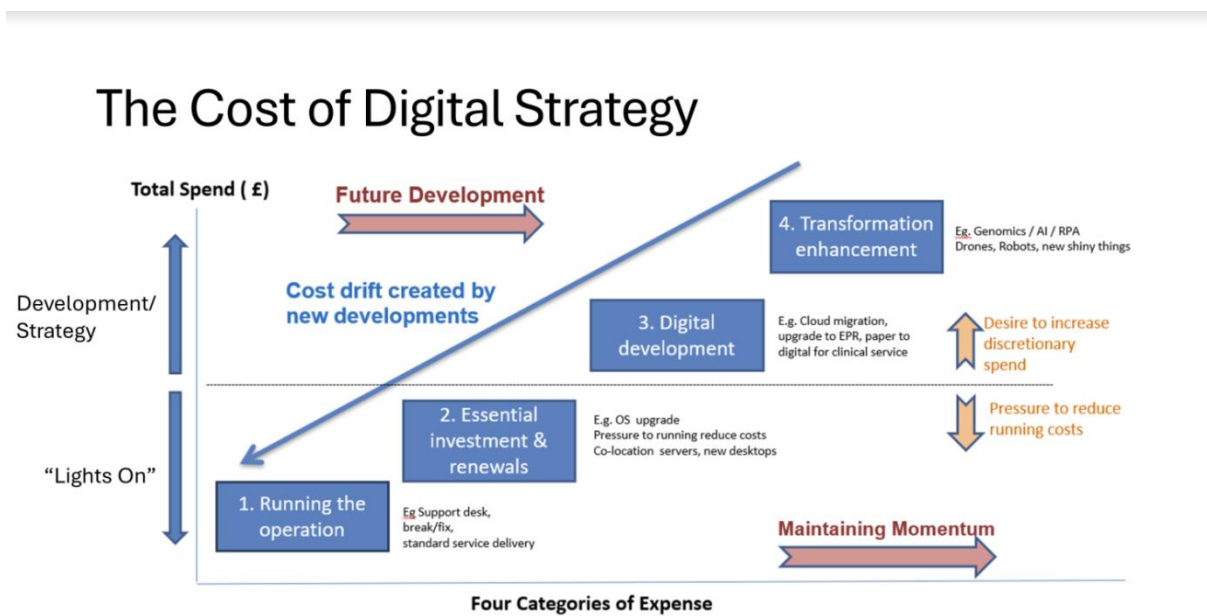 The Cost of Digital Strategy
Total Spend ( £)
Future Development
4. Transformation
enhancement
Eg. Genomics / AI / RPA
Drones, Robots, new shiny things
Development/
Strategy
Cost drift created by
new developments
3. Digital
development
E.g. Cloud migration,
upgrade to EPR, paper to
digital for clinical service
Desire to increase
discretionary
spend
2. Essential
investment &
renewals
E.g. OS upgrade
Pressure to running reduce costs
Co-location servers, new desktops
Pressure to reduce
running costs
“Lights On”
1. Running the
operation
Eg Support desk,
break/fix,
standard service delivery
Maintaining Momentum
Four Categories of Expense